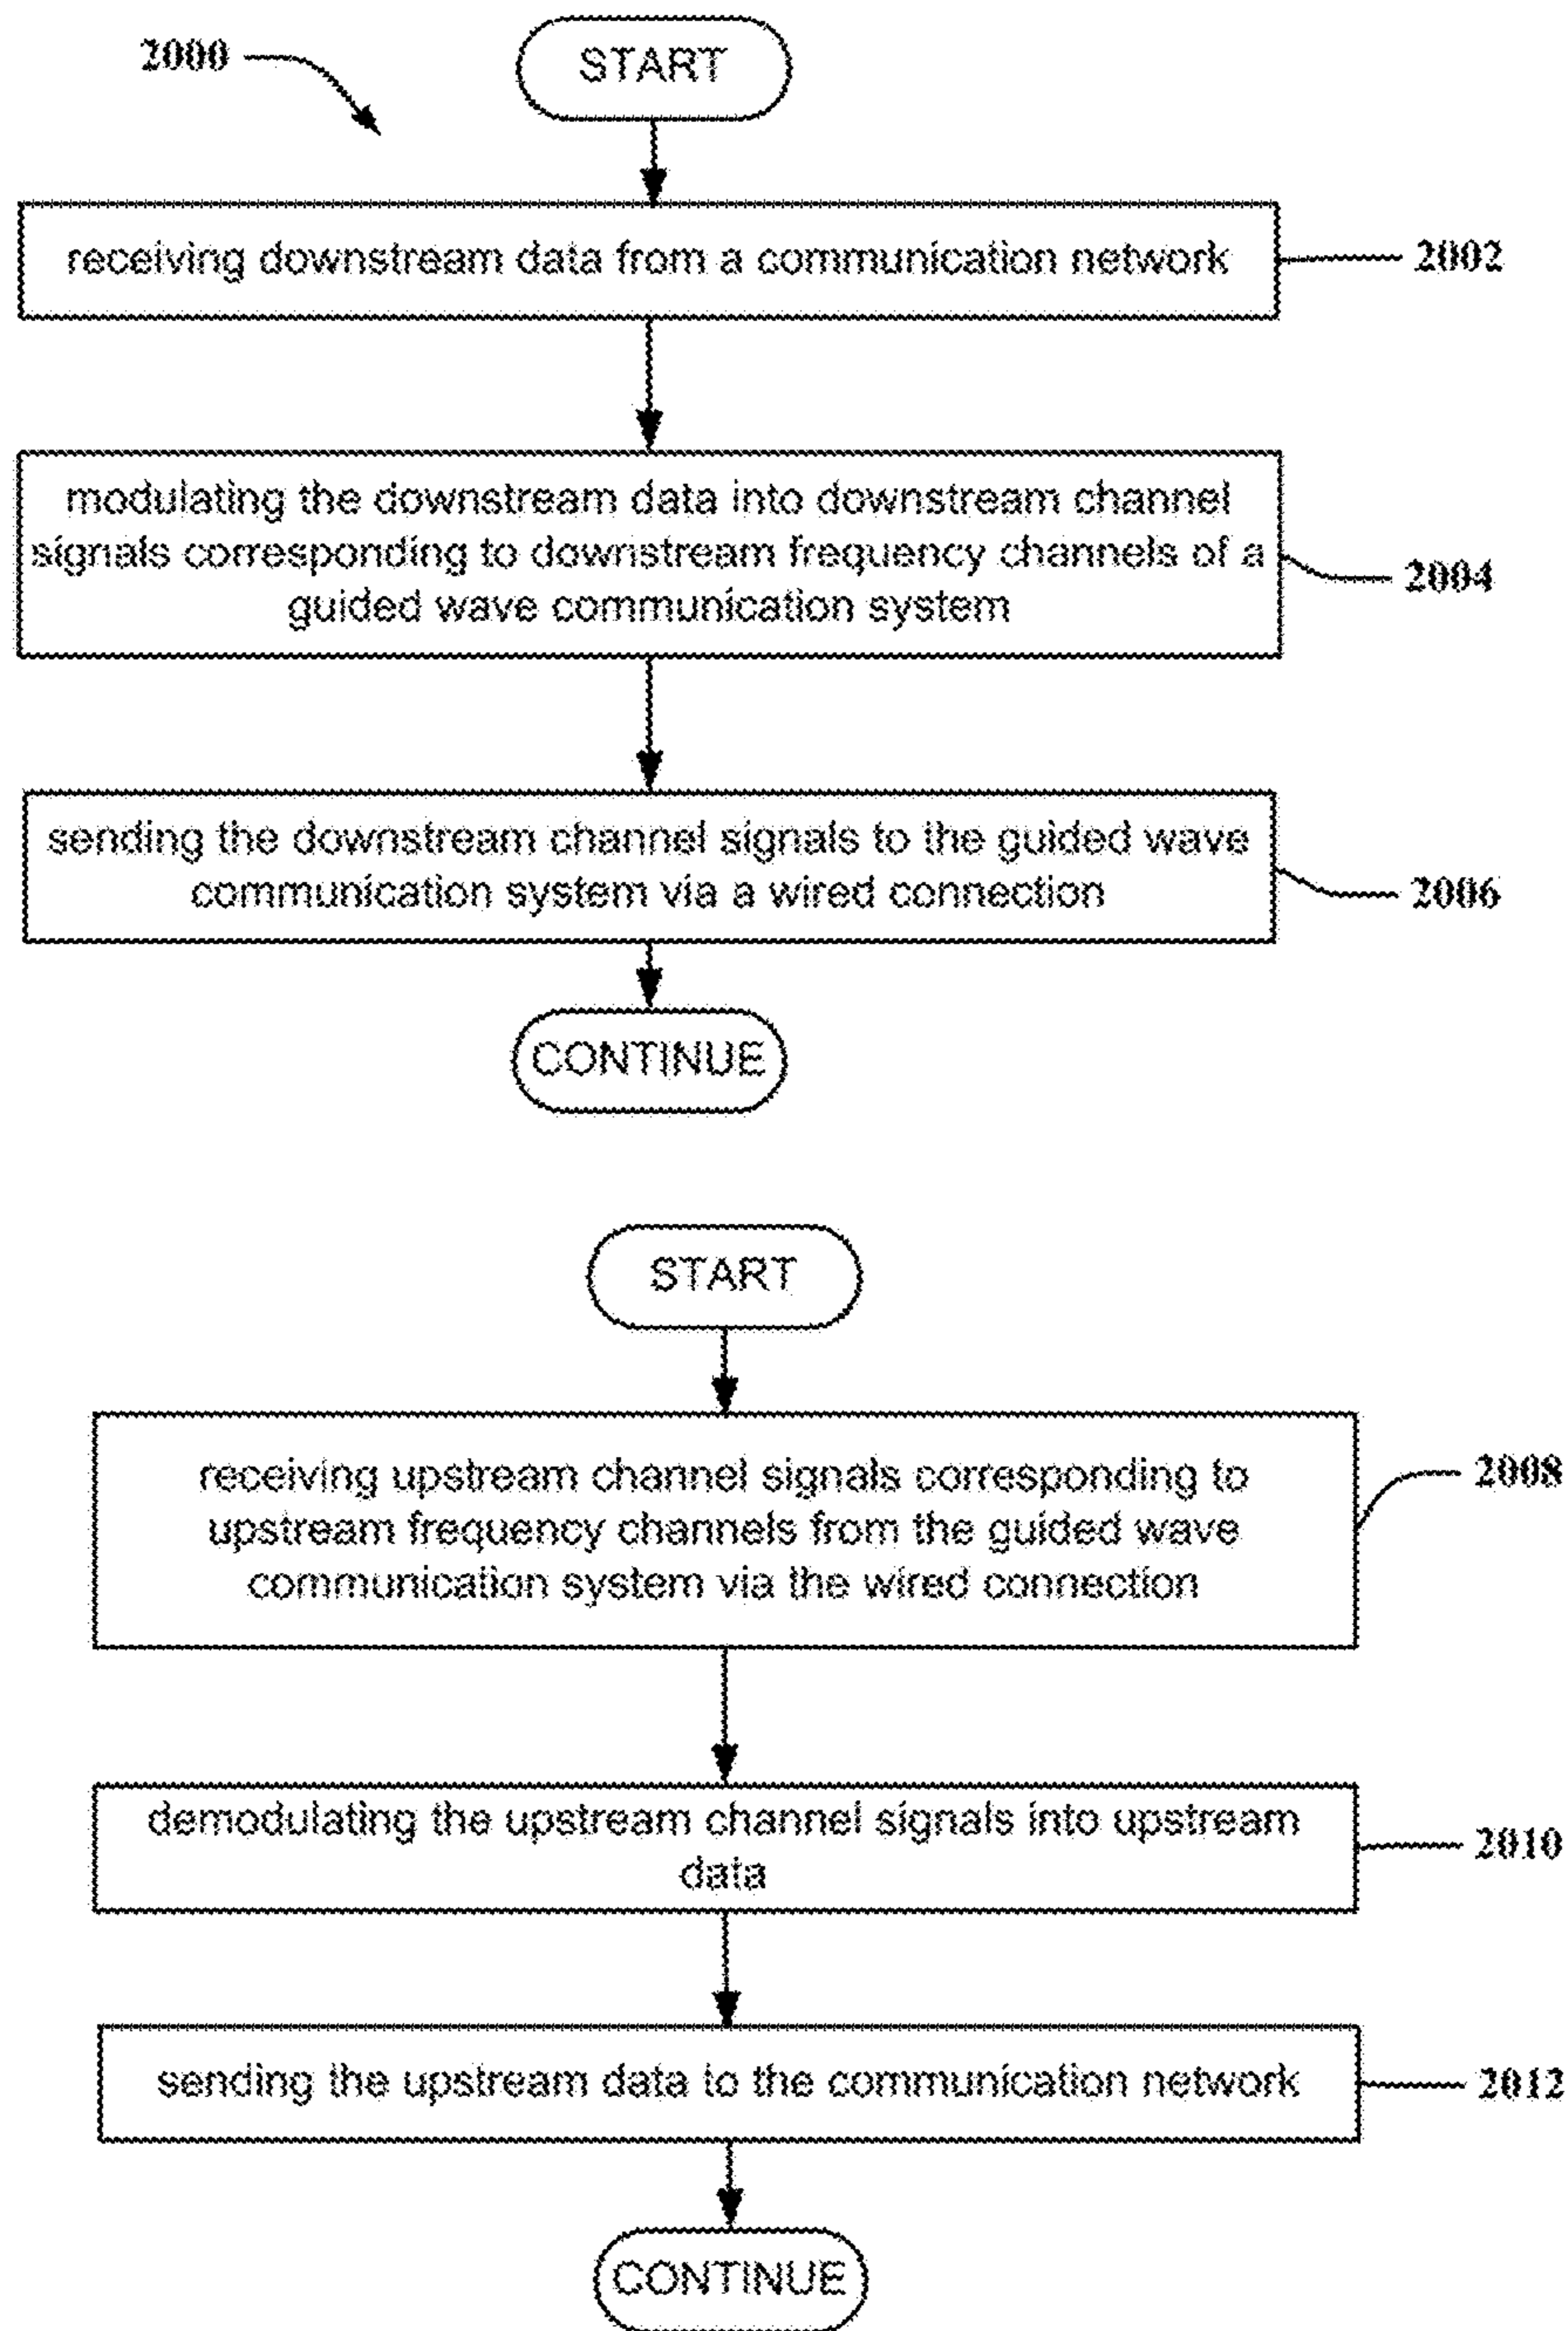 2000
START
receiving downstream data from a communication network
2002
modulating the downstream data into downstream channel
signals corresponding to downstream frequency channels of a
guided wave communication system
2004
sending the downstream channel signals to the guided wave
communication system via a wired connection
2006
CONTINUE
START
receiving upstream channel signals corresponding to
upstream frequency channels from the guided wave
communication system via the wired connection
2008
demodulating the upstream channel signals into upstream
data
2010
sending the upstream data to the communication network
2012
CONTINUE